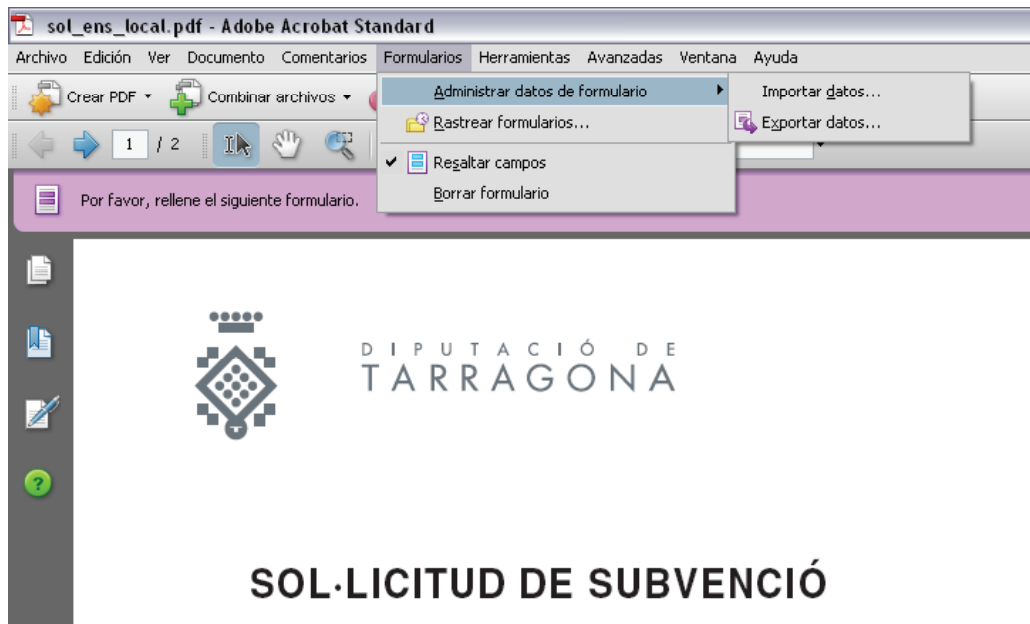 sol_ens_local.pdf - Adobe Acrobat Standard
Archivo Edición Ver Documento Comentarios Formularios Herramientas Avanzadas Ventana Ayuda
Crear PDF Combinar archivos
Administrar datos de formulario
Importar datos...
Rastrear formularios...
Exportar datos...
1 / 2
Resaltar campos
Borrar formulario
Por favor, rellene el siguiente formulario.
DIPUTACIÓ DE
TARRAGONA
SOL·LICITUD DE SUBVENCIÓ